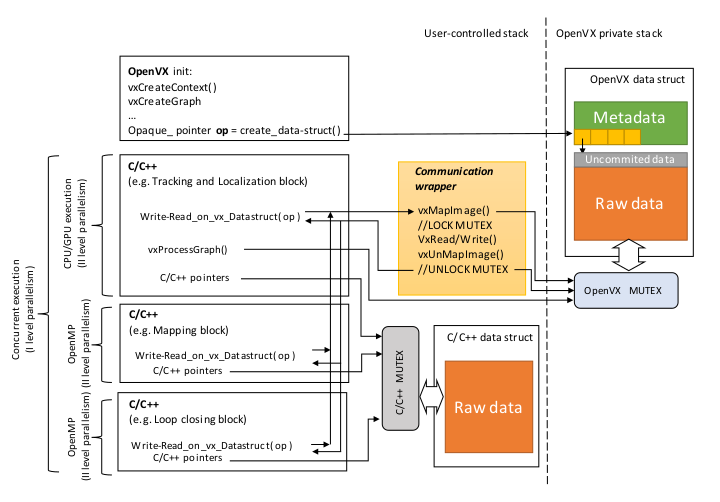 User-controlled stack
OpenVX private stack
OpenVX init:
vxCreateContext()
vxCreateGraph
...
Opaque_ pointer op = create_data-struct()
OpenVX data struct
Metadata
Uncommited data
Raw data
OpenVX MUTEX
Concurrent execution
(I level parallelism)
CPU/GPU execution
(II level parallelism)
C/C++
(e.g. Tracking and Localization block)
Write-Read_on_vx_Datastruct( op )
vxProcessGraph()
C/C++ pointers
Communication
wrapper
vxMapImage()
//LOCK MUTEX
VxRead/Write()
vxUnMapImage()
//UNLOCK MUTEX
OpenMP
(II level parallelism)
C/C++
(e.g. Mapping block)
Write-Read_on_vx_Datastruct( op )
C/C++ pointers
OpenMP
(II level parallelism)
C/C++
(e.g. Loop closing block)
Write-Read_on_vx_Datastruct( op )
C/C++ pointers
C/C++ MUTEX
C/C++ data struct
Raw data